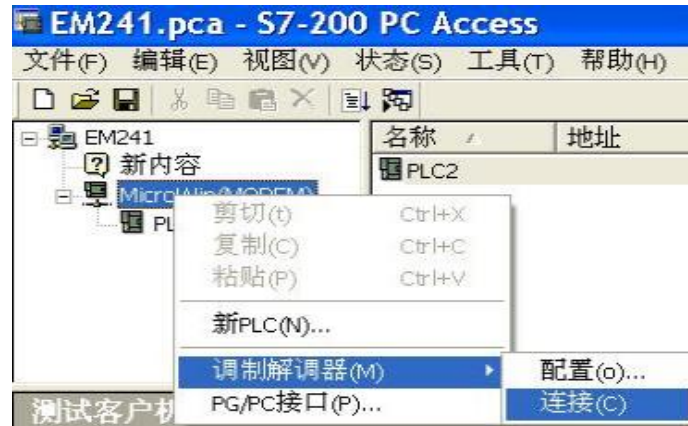 EM241.pca - S7-200 PC Access
文件(F) 编辑(E) 视图(V) 状态(S) 工具(T) 帮助(H)
EM241
名称 地址
新内容
PLC2
MicroWin(MODEM)
PL
剪切(t) Ctrl+X
复制(C) Ctrl+C
粘贴(P) Ctrl+V
新PLC(N)...
调制解调器(M)
配置(o)...
PG/PC接口(P)...
连接(C)
测试客户机